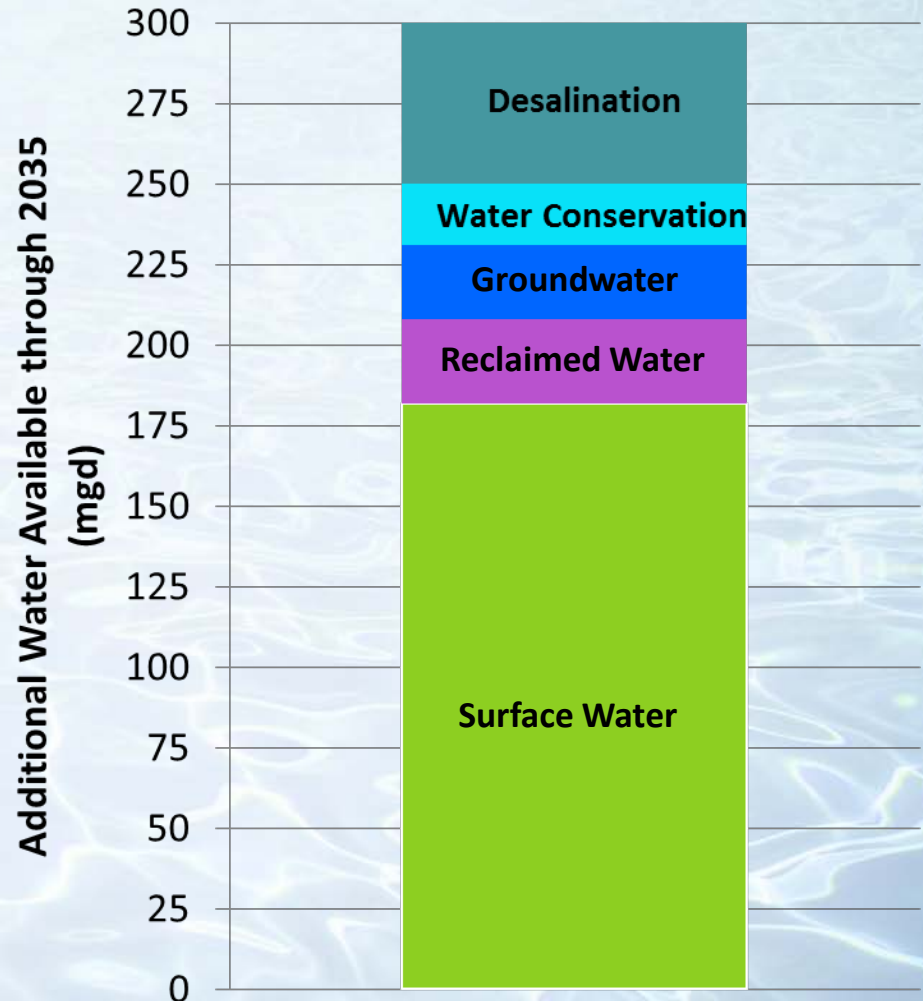 Additional Water Available through 2035
(mgd)
300
275
250
225
200
175
150
125
100
75
50
25
0
Desalination
Water Conservation
Groundwater
Reclaimed Water
Surface Water